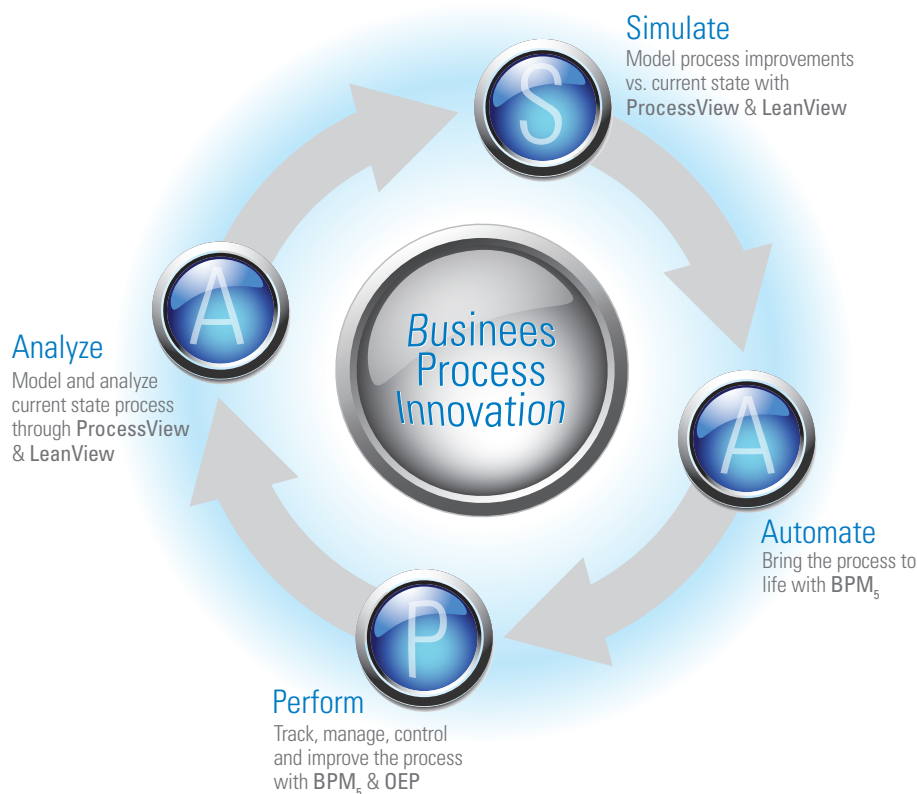 Simulate
Model process improvements
vs. current state with
ProcessView & LeanView
S
A
Businees
Process
Innovation
Analyze
Model and analyze
current state process
through ProcessView
& LeanView
A
Automate
Bring the process to
life with BPM₅
P
Perform
Track, manage, control
and improve the process
with BPM₅ & OEP